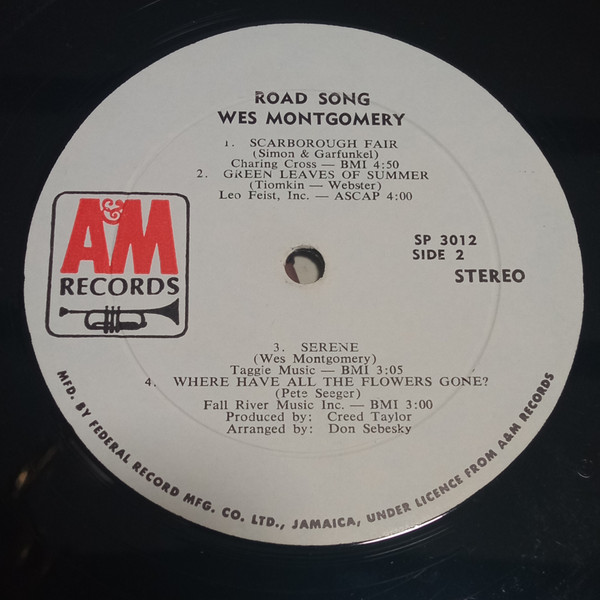 ROAD SONG
WES MONTGOMERY
1. SCARBOROUGH FAIR
(Simon & Garfunkel)
Charing Cross — BMI 4:50
2. GREEN LEAVES OF SUMMER
(Tiomkin — Webster)
Leo Feist, Inc. — ASCAP 4:00
A&M
RECORDS
SP 3012
SIDE 2
STEREO
3. SERENE
(Wes Montgomery)
Taggie Music — BMI 3:05
4. WHERE HAVE ALL THE FLOWERS GONE?
(Pete Seeger)
Fall River Music Inc. — BMI 3:00
Produced by: Creed Taylor
Arranged by: Don Sebesky
MFD. BY FEDERAL RECORD MFG. CO. LTD., JAMAICA, UNDER LICENCE FROM A&M RECORDS